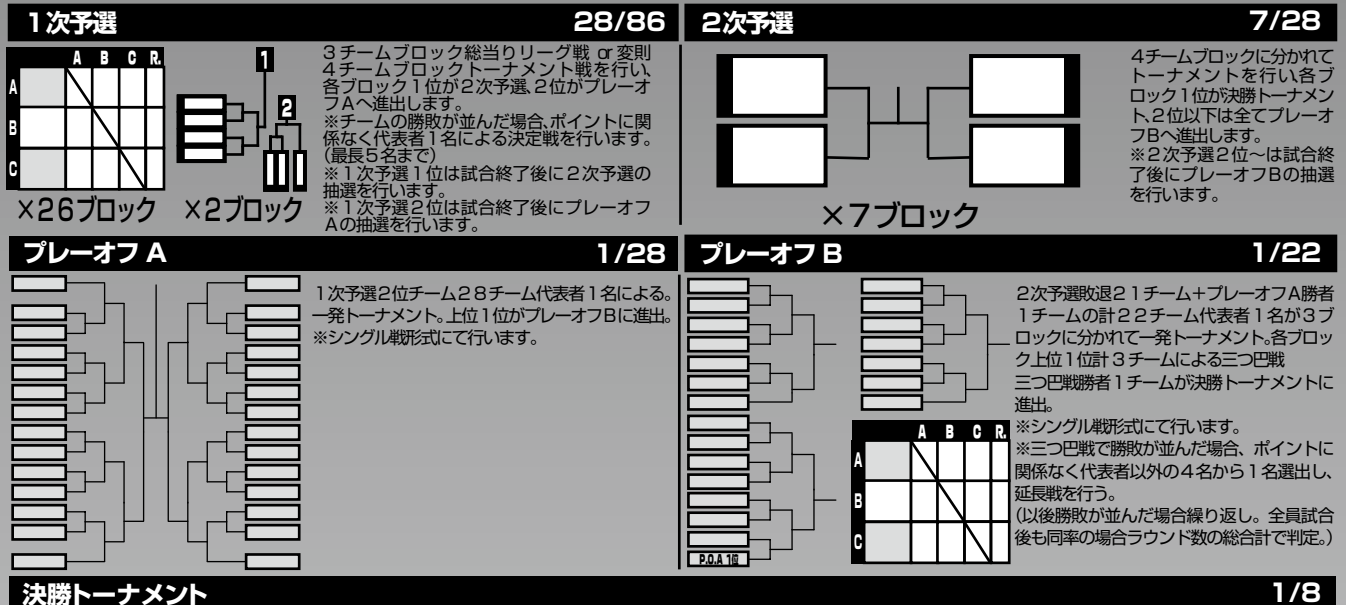 1次予選 28/86
A B C R.
A
B
C
×26ブロック
1
2
×2ブロック
3チームブロック総当りリーグ戦 or 変則
4チームブロックトーナメント戦を行い、
各ブロック1位が2次予選、2位がプレーオ
フAへ進出します。
※チームの勝敗が並んだ場合、ポイントに関
係なく代表者1名による決定戦を行います。
(最長5名まで)
※1次予選1位は試合終了後に2次予選の
抽選を行います。
※1次予選2位は試合終了後にプレーオフ
Aの抽選を行います。
2次予選 7/28
×7ブロック
4チームブロックに分かれて
トーナメントを行い、各ブ
ロック1位が決勝トーナメン
ト、2位以下は全てプレーオ
フBへ進出します。
※2次予選2位~は試合終
了後にプレーオフBの抽選
を行います。
プレーオフ A 1/28
1次予選2位チーム28チーム代表者1名による。
一発トーナメント。上位1位がプレーオフBに進出。
※シングル戦形式にて行います。
プレーオフ B 1/22
P.O.A 1位
A B C R.
A
B
C
2次予選敗退21チーム+プレーオフA勝者
1チームの計22チーム代表者1名が3ブ
ロックに分かれて一発トーナメント。各ブロッ
ク上位1位計3チームによる三つ巴戦
三つ巴戦勝者1チームが決勝トーナメントに
進出。
※シングル戦形式にて行います。
※三つ巴戦で勝敗が並んだ場合、ポイントに
関係なく代表者以外の4名から1名選出し、
延長戦を行う。
(以後勝敗が並んだ場合繰り返し。全員試合
後も同率の場合ラウンド数の総合計で判定。)
決勝トーナメント 1/8